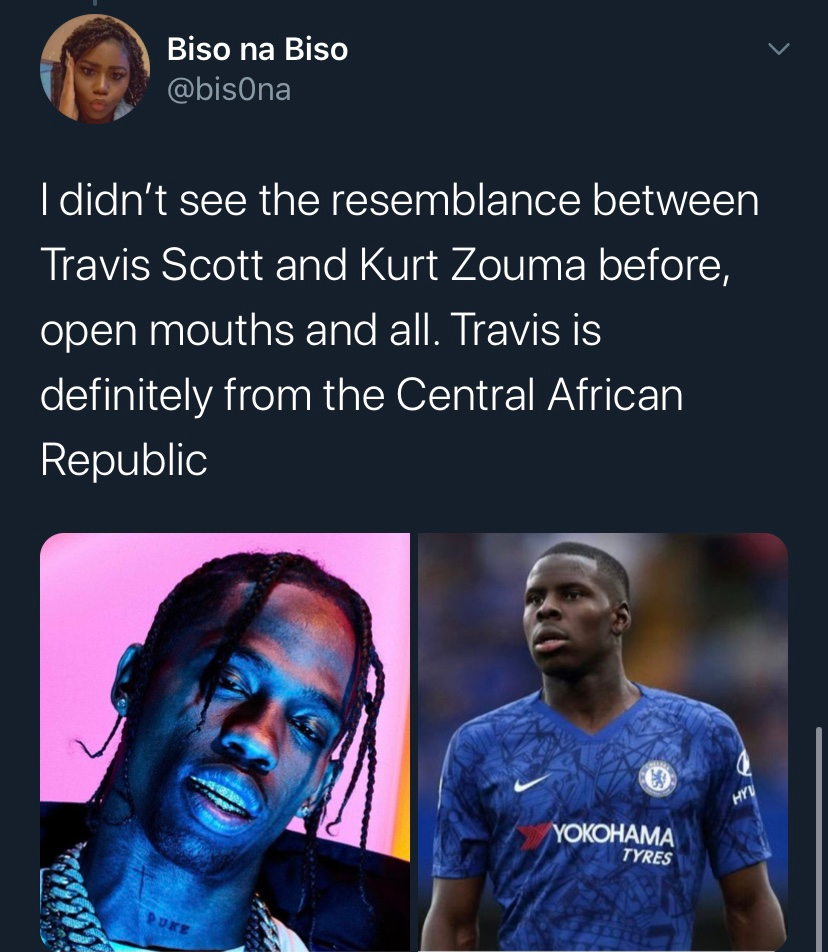 Biso na Biso
@bis0na
I didn’t see the resemblance between
Travis Scott and Kurt Zouma before,
open mouths and all. Travis is
definitely from the Central African
Republic
DUKE
YOKOHAMA
TYRES